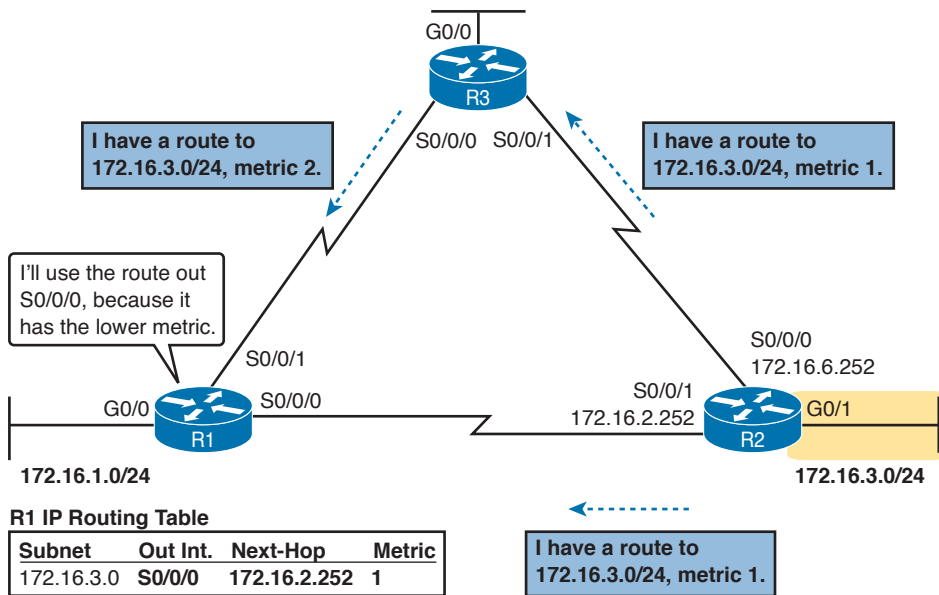 G0/0
R3
S0/0/0
S0/0/1
I have a route to
172.16.3.0/24, metric 2.
I have a route to
172.16.3.0/24, metric 1.
I'll use the route out
S0/0/0, because it
has the lower metric.
S0/0/1
S0/0/0
G0/0
R1
172.16.1.0/24
S0/0/0
172.16.6.252
S0/0/1
172.16.2.252
R2
G0/1
172.16.3.0/24
R1 IP Routing Table
Subnet Out Int. Next-Hop Metric
172.16.3.0 S0/0/0 172.16.2.252 1
I have a route to
172.16.3.0/24, metric 1.